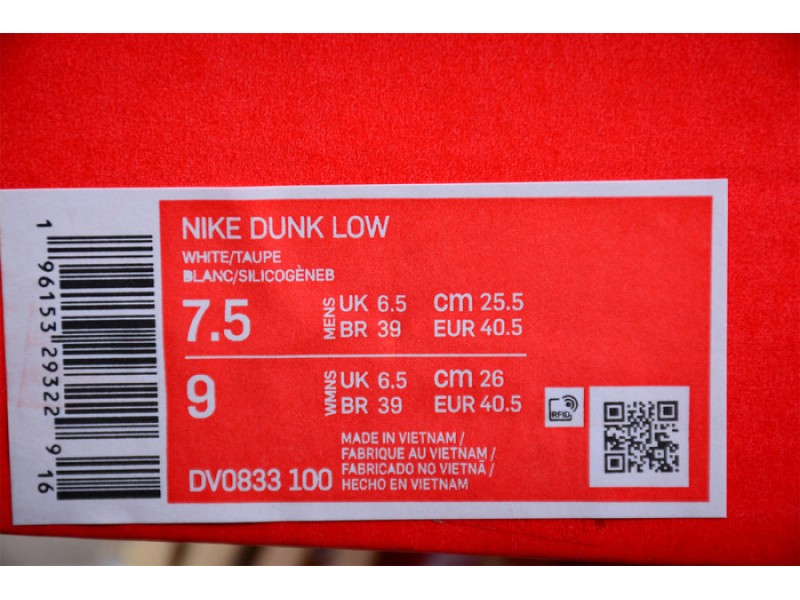 NIKE DUNK LOW
WHITE/TAUPE
BLANC/SILICOGÈNEB
7.5 MENS UK 6.5 cm 25.5
BR 39 EUR 40.5
9 WMNS UK 6.5 cm 26
BR 39 EUR 40.5
RFID
DV0833 100
MADE IN VIETNAM /
FABRIQUE AU VIETNAM /
FABRICADO NO VIETNÃ /
HECHO EN VIETNAM
1 96153 29322 9 16